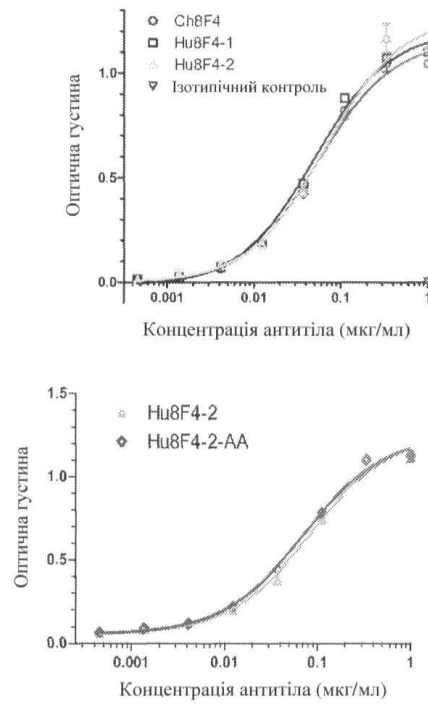 Ch8F4
Hu8F4-1
Hu8F4-2
Ізотипічний контроль
Оптична густина
1.0
0.5
0.0
0.001
0.01
0.1
1
Концентрація антитіла (мкг/мл)
Hu8F4-2
Hu8F4-2-AA
Оптична густина
1.5
1.0
0.5
0.0
0.001
0.01
0.1
1
Концентрація антитіла (мкг/мл)